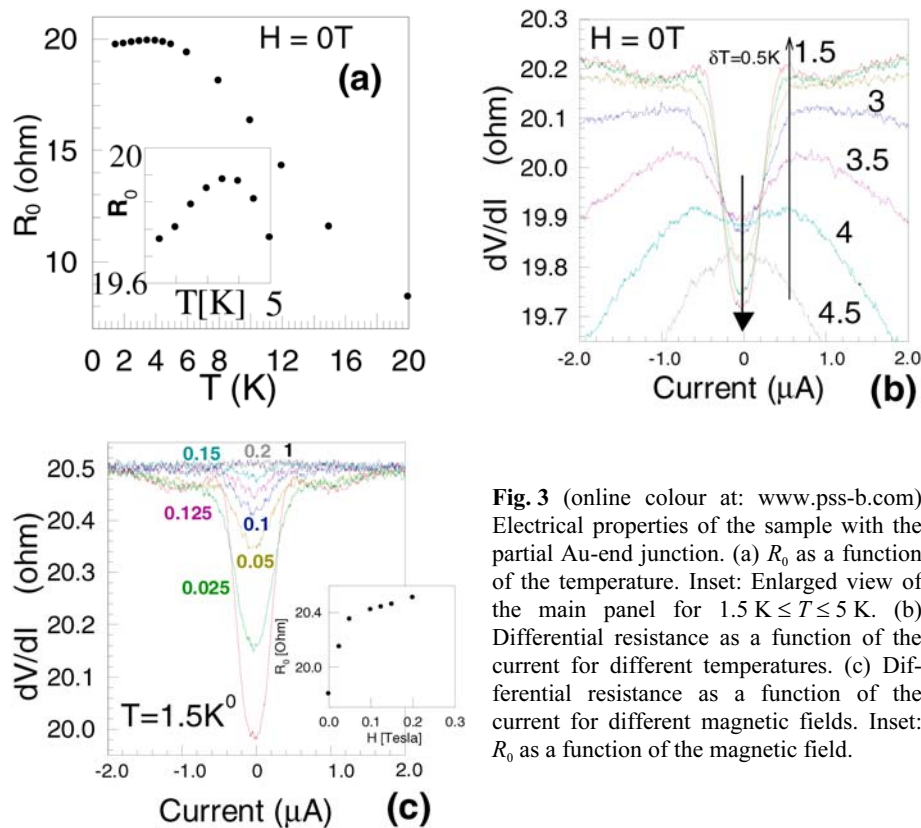 20
15
10
R₀ (ohm)
H = 0T
(a)
20
R₀
19.6
T[K] 5
0 2 4 6 8 12 16 20
T (K)
20.3
20.2
20.1
20.0
19.9
19.8
19.7
dV/dI (ohm)
H = 0T
δT=0.5K
1.5
3
3.5
4
4.5
-2.0 -1.0 0 1.0 2.0
Current (μA)
(b)
20.5
20.4
20.3
20.2
20.1
20.0
dV/dI (ohm)
0.15 0.2 1
0.125
0.1
0.05
0.025
T=1.5K⁰
20.4
20.0
R₀ [Ohm]
0.0 0.1 0.2 0.3
H [Tesla]
-2.0 -1.0 0 1.0 2.0
Current (μA)
(c)
Fig. 3 (online colour at: www.pss-b.com)
Electrical properties of the sample with the
partial Au-end junction. (a) R₀ as a function
of the temperature. Inset: Enlarged view of
the main panel for 1.5 K ≤ T ≤ 5 K. (b)
Differential resistance as a function of the
current for different temperatures. (c) Dif-
ferential resistance as a function of the
current for different magnetic fields. Inset:
R₀ as a function of the magnetic field.